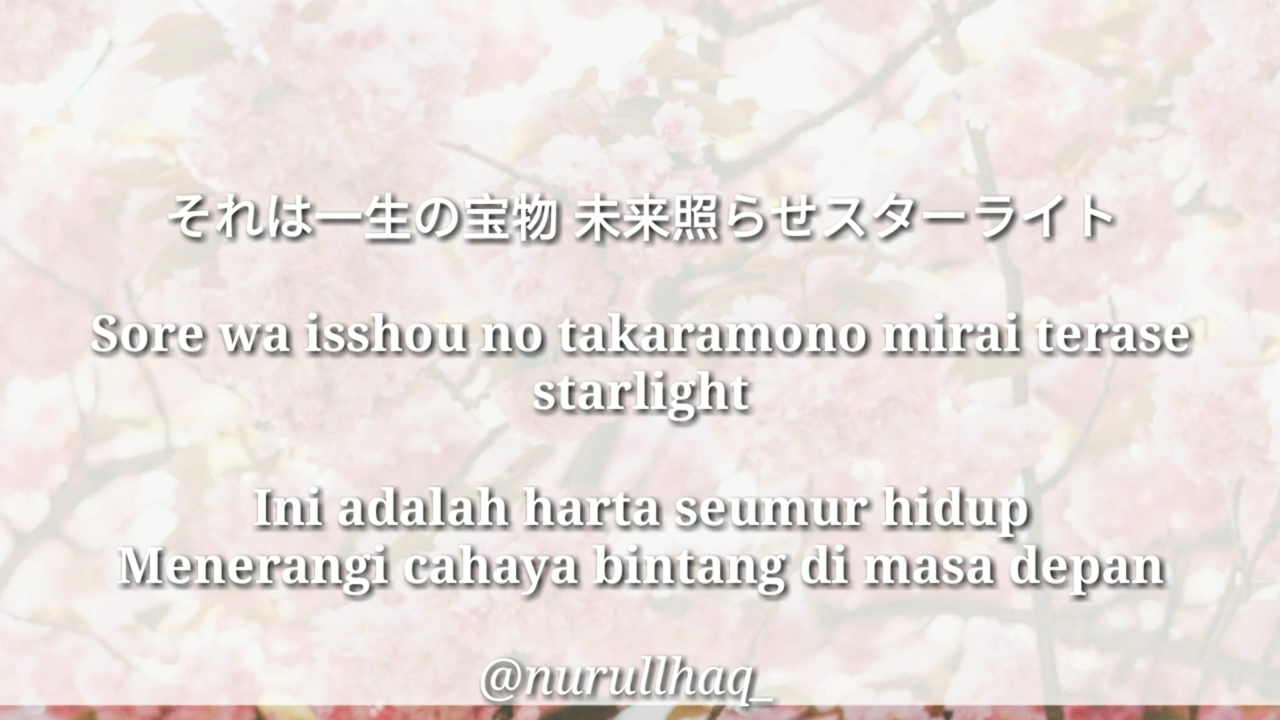 それは一生の宝物 未来照らせスターライト
Sore wa isshou no takaramono mirai terase
starlight
Ini adalah harta seumur hidup
Menerangi cahaya bintang di masa depan
@nurullhaq_